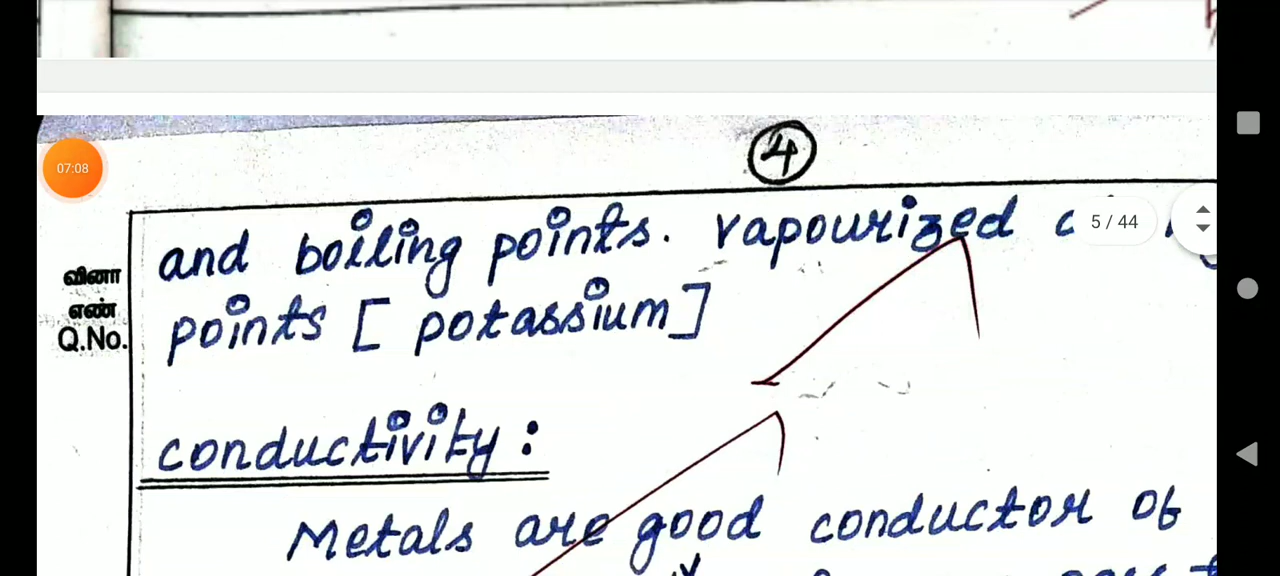 4
07:08
and boiling points. vapourized
5 / 44
வினா
எண்
Q.No.
points [ potassium ]
conductivity :
Metals are good conductor of